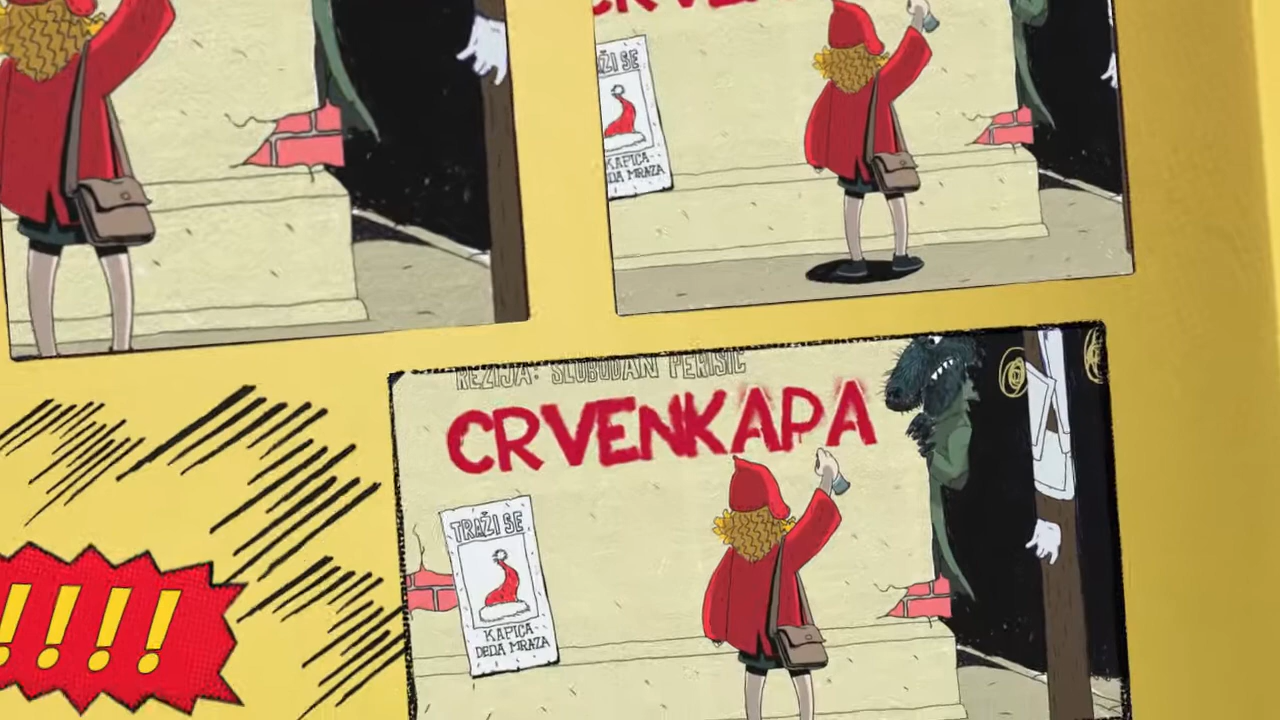 TRAŽI SE
KAPICA
DEDA MRAZA
REŽIJA: SLOBODAN PERIŠIĆ
CRVENKAPA
TRAŽI SE
KAPICA
DEDA MRAZA
!!!!